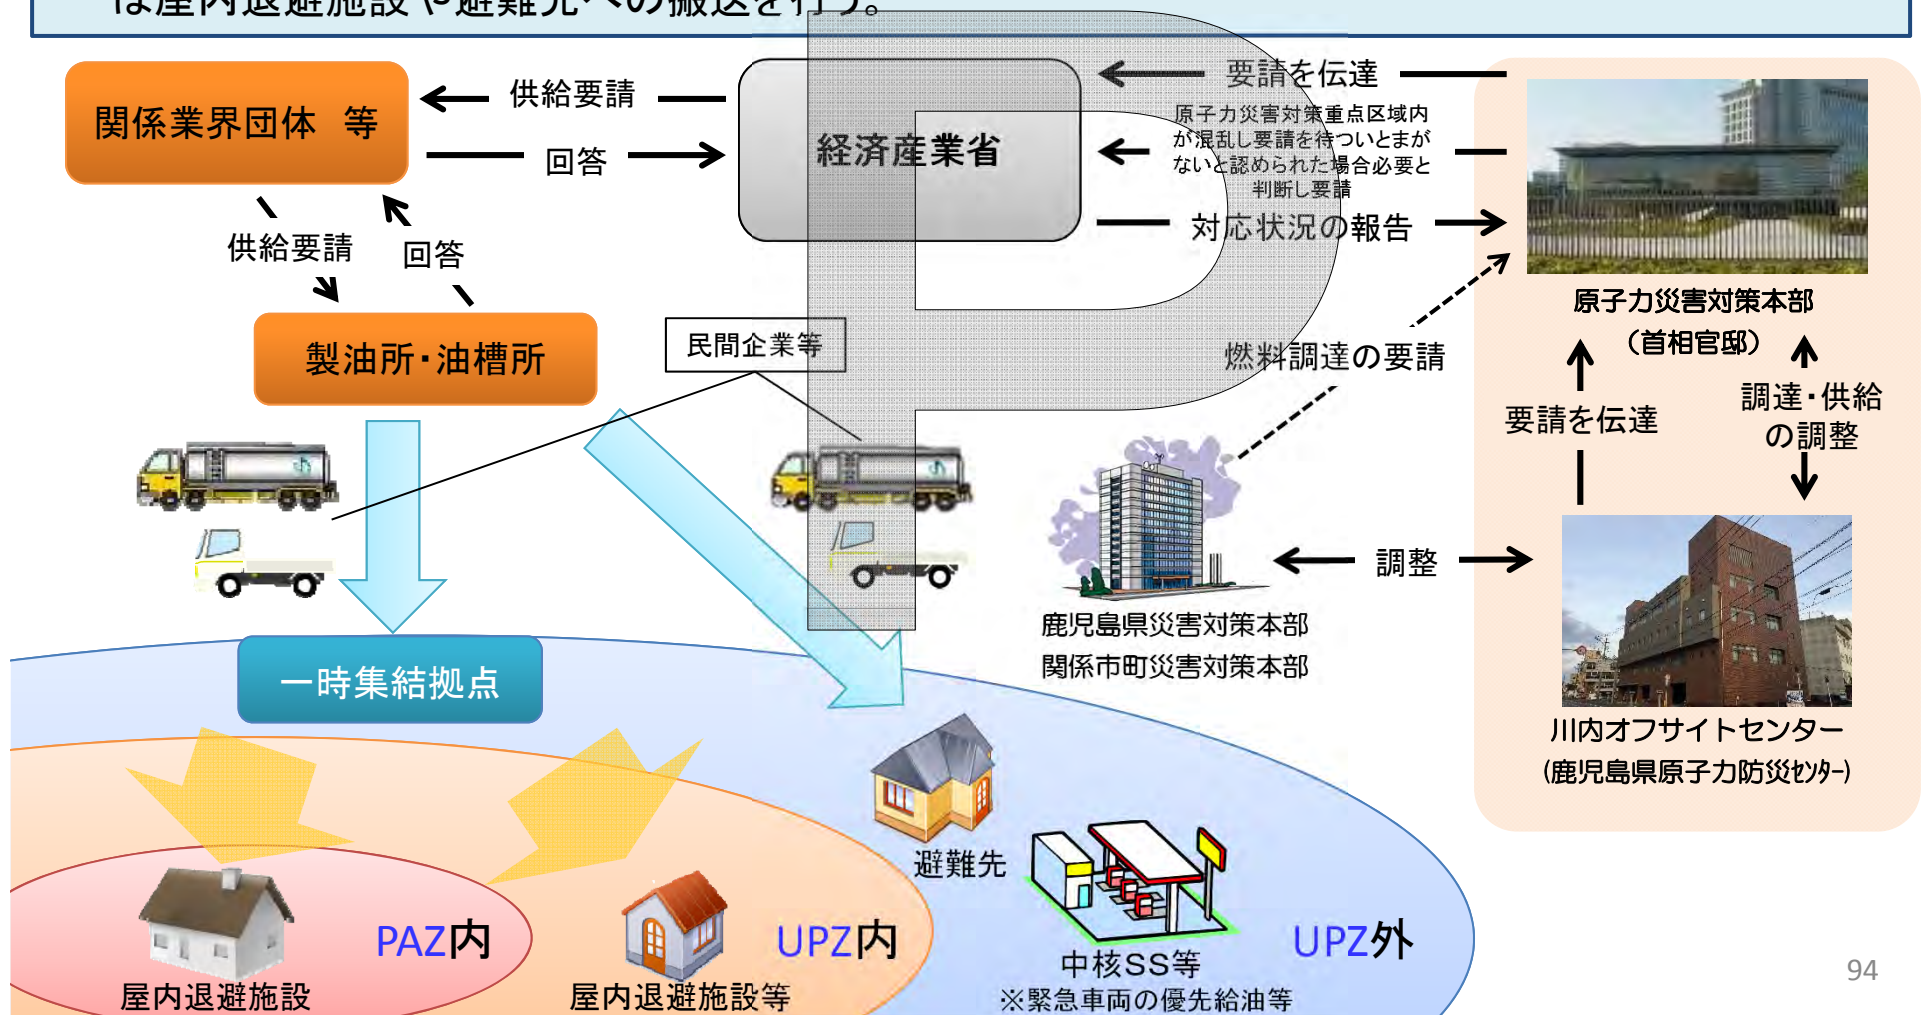 は屋内退避施設や避難先への搬送を行う。
関係業界団体　等
供給要請
回答
経済産業省
要請を伝達
原子力災害対策重点区域内
が混乱し要請を待ついとまが
ないと認められた場合必要と
判断し要請
対応状況の報告
供給要請
回答
製油所・油槽所
民間企業等
燃料調達の要請
原子力災害対策本部
（首相官邸）
要請を伝達
調達・供給
の調整
調整
鹿児島県災害対策本部
関係市町災害対策本部
川内オフサイトセンター
(鹿児島県原子力防災ｾﾝﾀｰ)
一時集結拠点
避難先
PAZ内
UPZ内
UPZ外
屋内退避施設
屋内退避施設等
中核SS等
※緊急車両の優先給油等
94
P